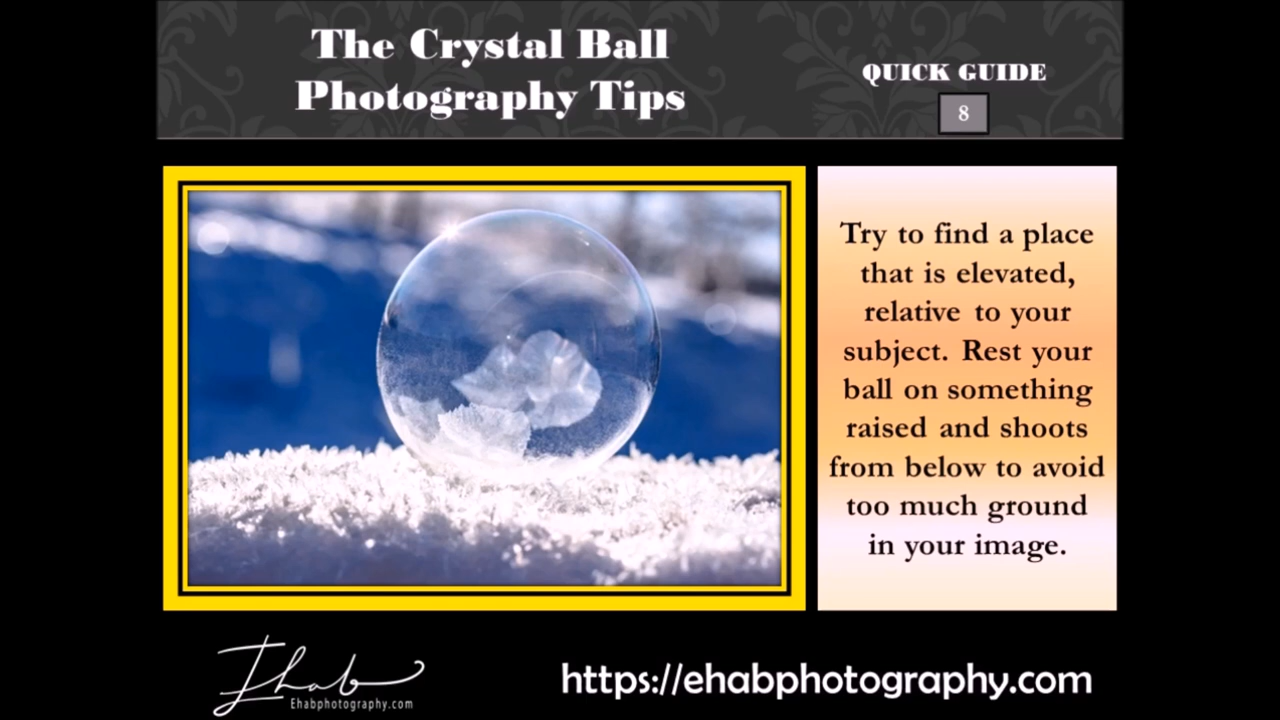 The Crystal Ball
Photography Tips
QUICK GUIDE
8
Try to find a place
that is elevated,
relative to your
subject. Rest your
ball on something
raised and shoots
from below to avoid
too much ground
in your image.
Ehab
Ehabphotography.com
https://ehabphotography.com